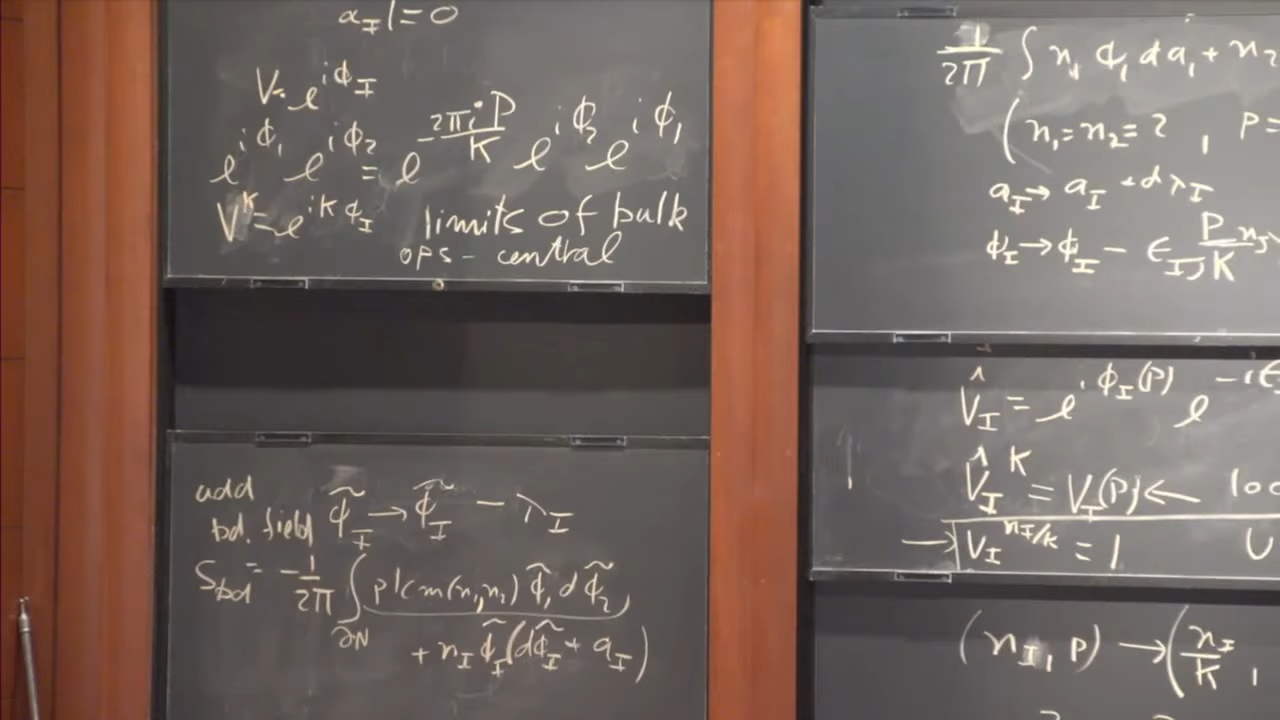 a_I| = 0
V = e^{iϕ_I}
e^{iϕ_1} e^{iϕ_2} = e^{-2πiP/K} e^{iϕ_2} e^{iϕ_1}
V^K = e^{iKϕ_I} limits of bulk
ops - central
add
bd. field ϕ̃_I → ϕ̃_I - λ_I
S_bd = -1/2π ∫_{∂N} (p lcm(n_1,n_2) ϕ̃_1 dϕ̃_2
+ n_I ϕ̃_I (dϕ̃_I + a_I)
1/2π ∫ n_1 ϕ_1 da_1 + n_2
(n_1 = n_2 = 2 , P =
a_I → a_I + dλ_I
ϕ_I → ϕ_I - ϵ_{IJ} P n_J/K
V̂_I = e^{iϕ_I(P)} e^{-i
V̂_I^K = V_I(P) ←
→ V_I^{n_I/K} = 1 U
(n_I, P) → (n_I/K ,